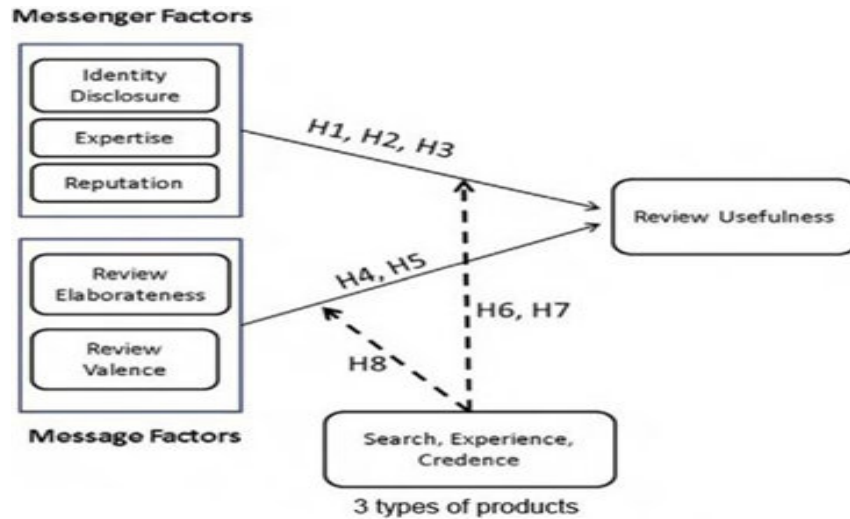 Messenger Factors
Identity
Disclosure
Expertise
Reputation
H1, H2, H3
Review Usefulness
Review
Elaborateness
Review
Valence
H4, H5
H6, H7
H8
Message Factors
Search, Experience,
Credence
3 types of products